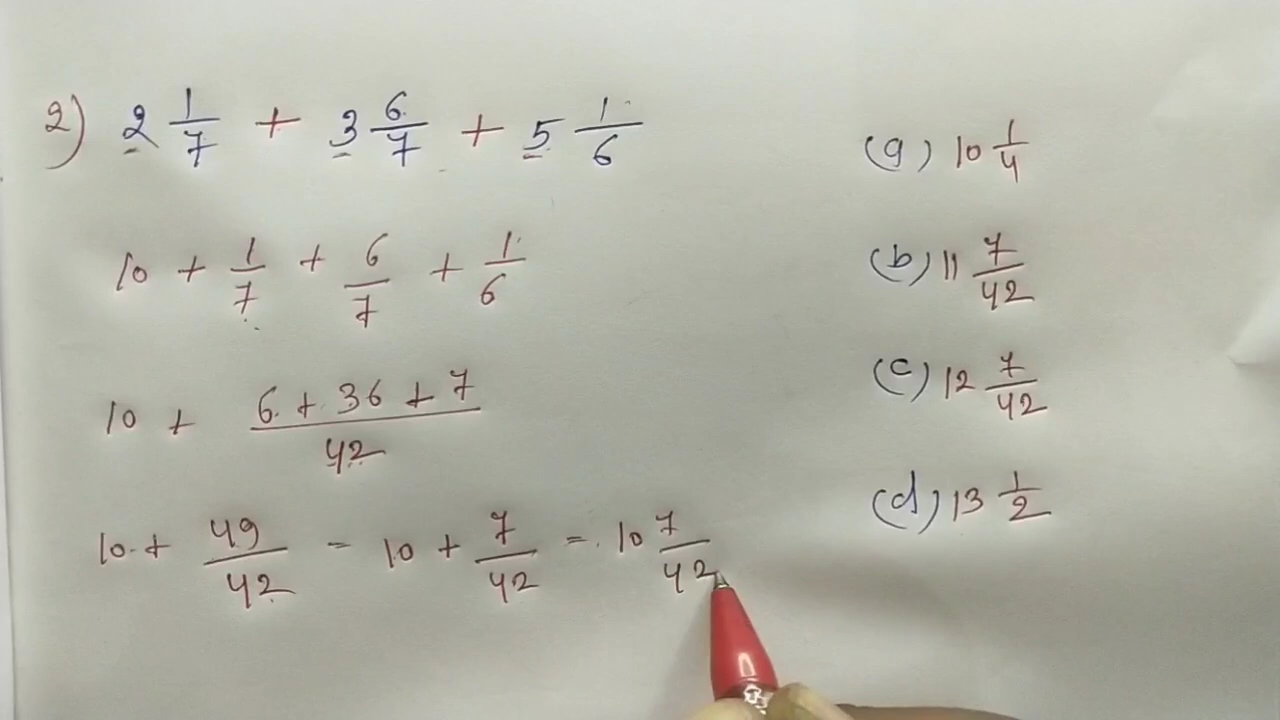 2) 2 1/7 + 3 6/7 + 5 1/6
10 + 1/7 + 6/7 + 1/6
10 + (6 + 36 + 7)/42
10 + 49/42 = 10 + 7/42 = 10 7/42
(a) 10 1/4
(b) 11 7/42
(c) 12 7/42
(d) 13 1/2